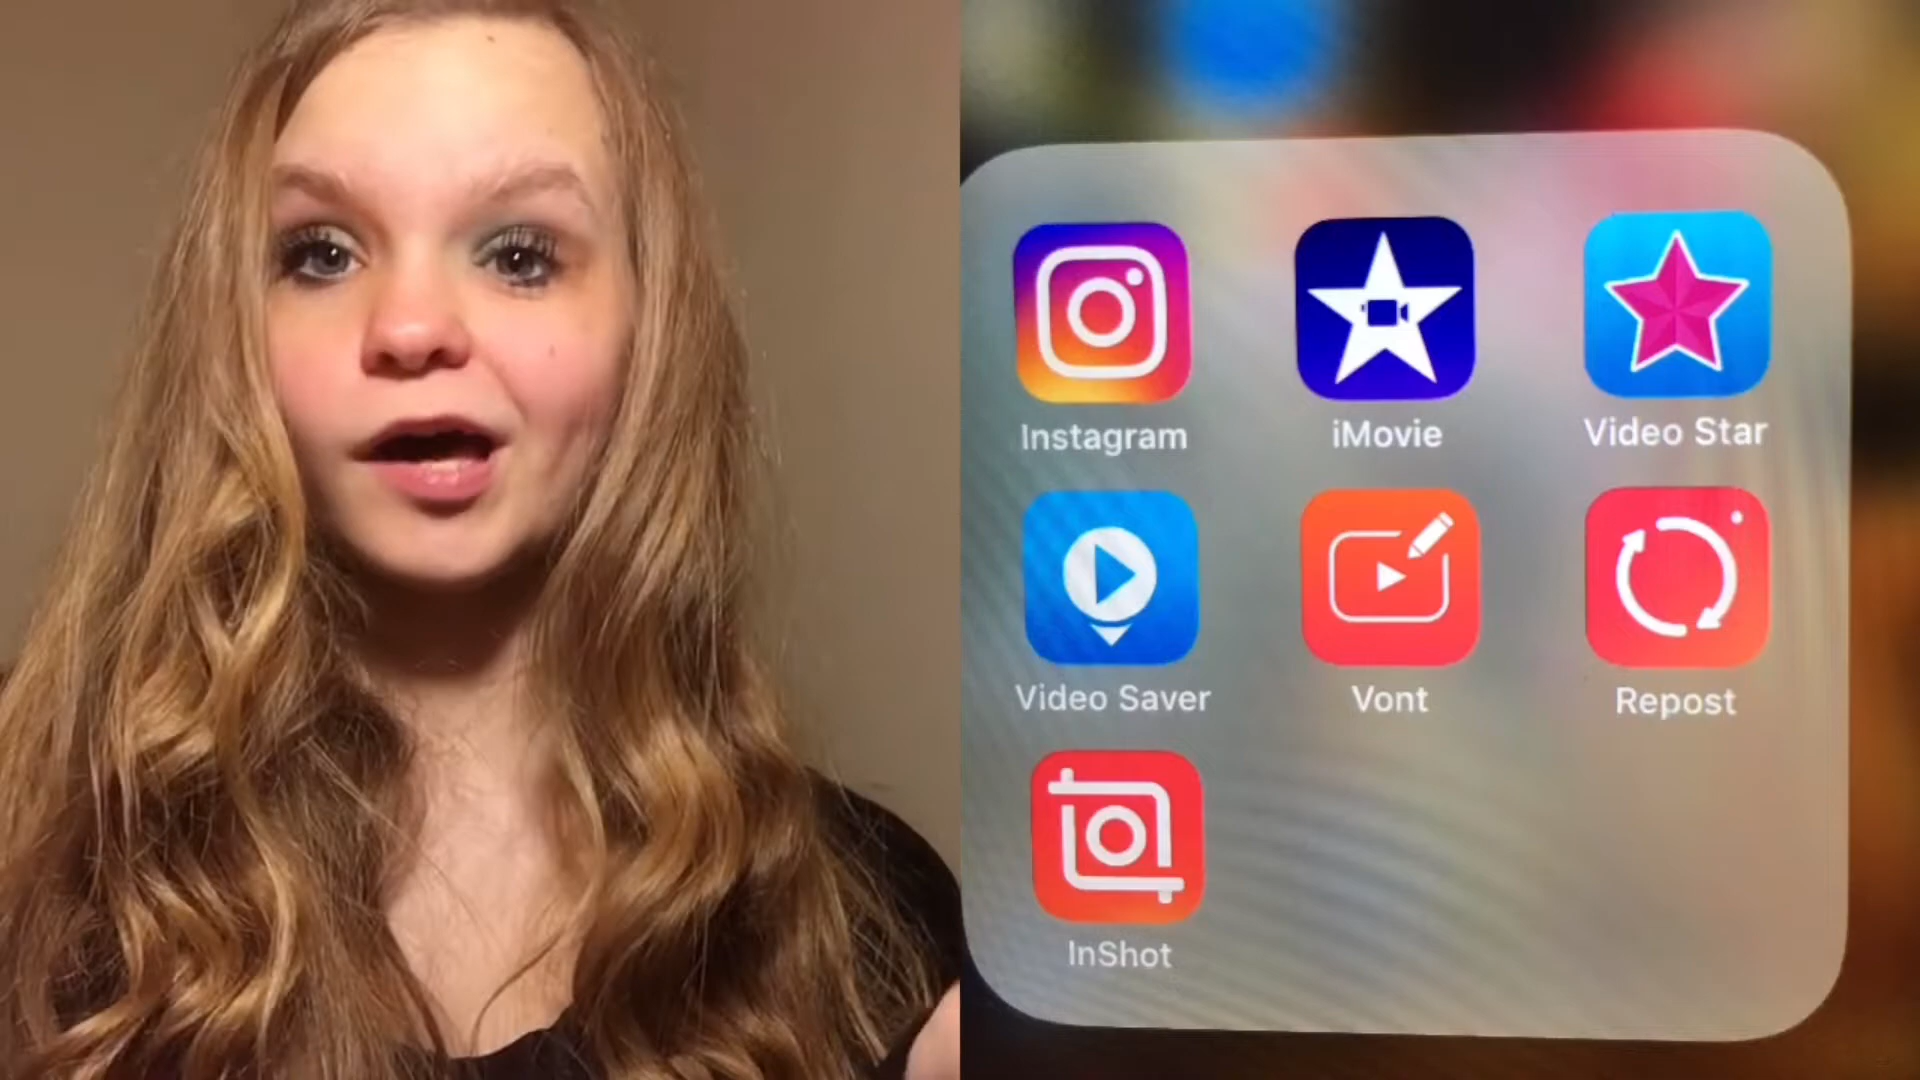 Instagram
iMovie
Video Star
Video Saver
Vont
Repost
InShot